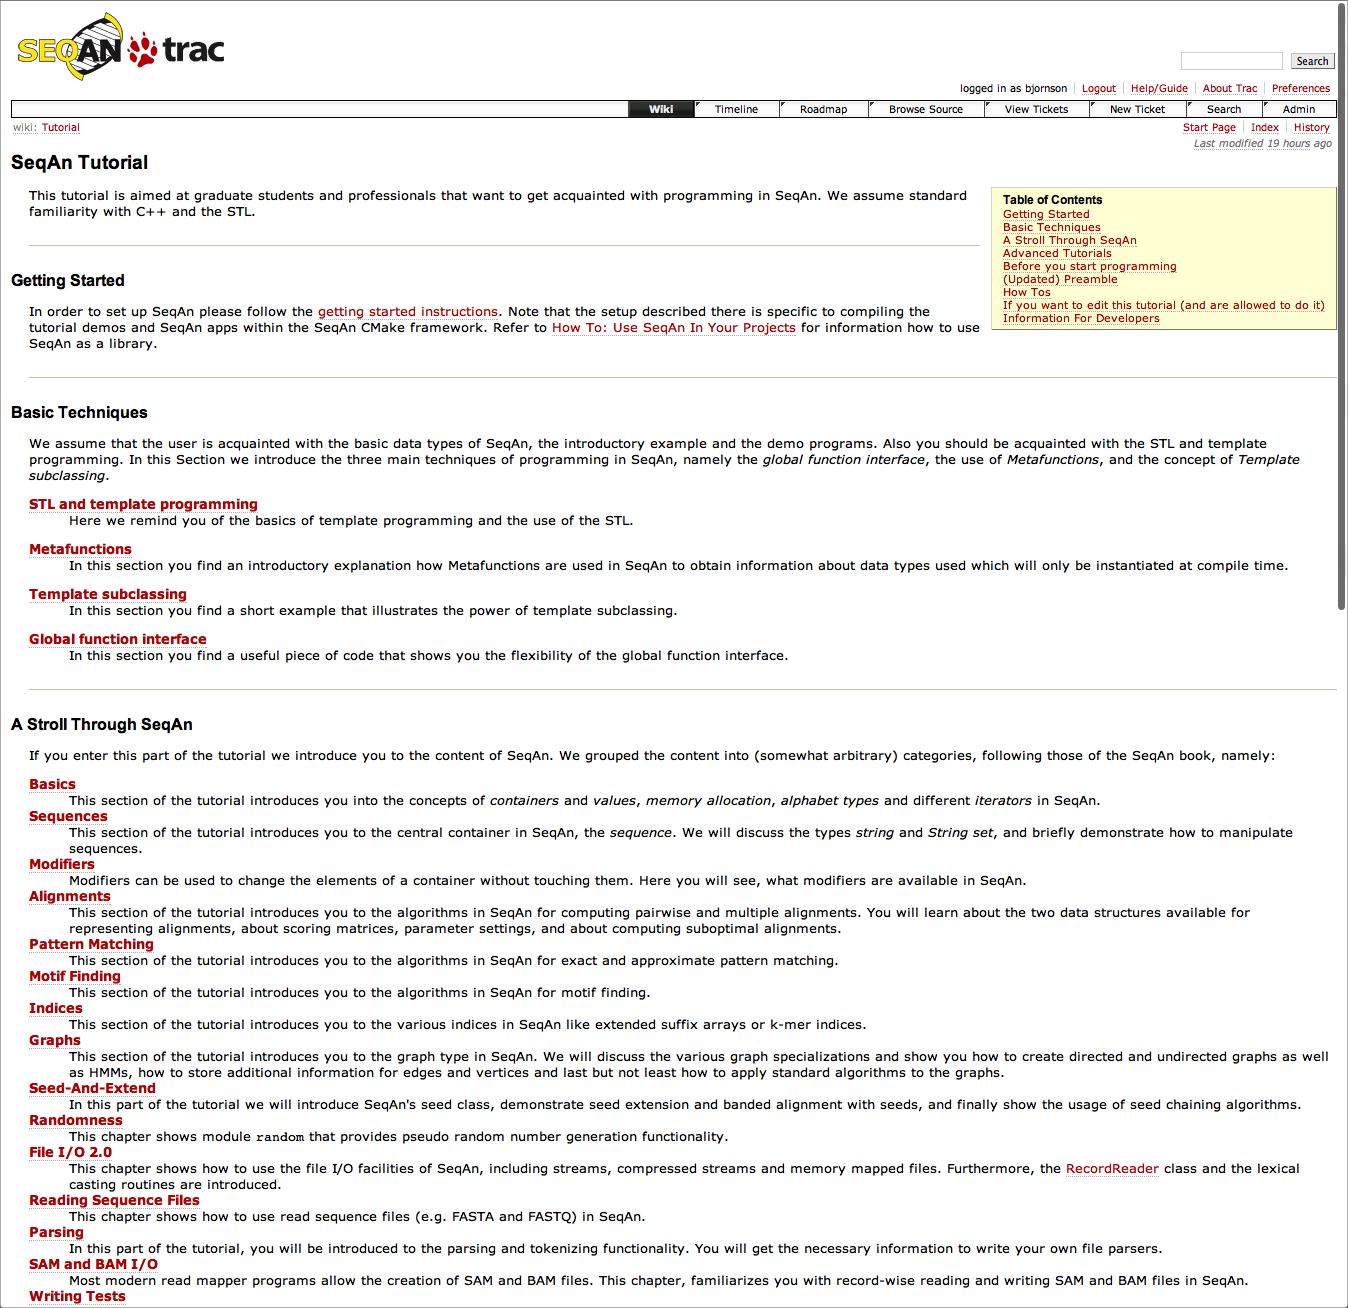 SEQAN trac
Search
logged in as bjornson Logout Help/Guide About Trac Preferences
Wiki Timeline Roadmap Browse Source View Tickets New Ticket Search Admin
wiki: Tutorial
Start Page Index History
Last modified 19 hours ago
SeqAn Tutorial
This tutorial is aimed at graduate students and professionals that want to get acquainted with programming in SeqAn. We assume standard
familiarity with C++ and the STL.
Table of Contents
Getting Started
Basic Techniques
A Stroll Through SeqAn
Advanced Tutorials
Before you start programming
(Updated) Preamble
How Tos
If you want to edit this tutorial (and are allowed to do it)
Information For Developers
Getting Started
In order to set up SeqAn please follow the getting started instructions. Note that the setup described there is specific to compiling the
tutorial demos and SeqAn apps within the SeqAn CMake framework. Refer to How To: Use SeqAn In Your Projects for information how to use
SeqAn as a library.
Basic Techniques
We assume that the user is acquainted with the basic data types of SeqAn, the introductory example and the demo programs. Also you should be acquainted with the STL and template
programming. In this Section we introduce the three main techniques of programming in SeqAn, namely the global function interface, the use of Metafunctions, and the concept of Template
subclassing.
STL and template programming
Here we remind you of the basics of template programming and the use of the STL.
Metafunctions
In this section you find an introductory explanation how Metafunctions are used in SeqAn to obtain information about data types used which will only be instantiated at compile time.
Template subclassing
In this section you find a short example that illustrates the power of template subclassing.
Global function interface
In this section you find a useful piece of code that shows you the flexibility of the global function interface.
A Stroll Through SeqAn
If you enter this part of the tutorial we introduce you to the content of SeqAn. We grouped the content into (somewhat arbitrary) categories, following those of the SeqAn book, namely:
Basics
This section of the tutorial introduces you into the concepts of containers and values, memory allocation, alphabet types and different iterators in SeqAn.
Sequences
This section of the tutorial introduces you to the central container in SeqAn, the sequence. We will discuss the types string and String set, and briefly demonstrate how to manipulate
sequences.
Modifiers
Modifiers can be used to change the elements of a container without touching them. Here you will see, what modifiers are available in SeqAn.
Alignments
This section of the tutorial introduces you to the algorithms in SeqAn for computing pairwise and multiple alignments. You will learn about the two data structures available for
representing alignments, about scoring matrices, parameter settings, and about computing suboptimal alignments.
Pattern Matching
This section of the tutorial introduces you to the algorithms in SeqAn for exact and approximate pattern matching.
Motif Finding
This section of the tutorial introduces you to the algorithms in SeqAn for motif finding.
Indices
This section of the tutorial introduces you to the various indices in SeqAn like extended suffix arrays or k-mer indices.
Graphs
This section of the tutorial introduces you to the graph type in SeqAn. We will discuss the various graph specializations and show you how to create directed and undirected graphs as well
as HMMs, how to store additional information for edges and vertices and last but not least how to apply standard algorithms to the graphs.
Seed-And-Extend
In this part of the tutorial we will introduce SeqAn's seed class, demonstrate seed extension and banded alignment with seeds, and finally show the usage of seed chaining algorithms.
Randomness
This chapter shows module random that provides pseudo random number generation functionality.
File I/O 2.0
This chapter shows how to use the file I/O facilities of SeqAn, including streams, compressed streams and memory mapped files. Furthermore, the RecordReader class and the lexical
casting routines are introduced.
Reading Sequence Files
This chapter shows how to use read sequence files (e.g. FASTA and FASTQ) in SeqAn.
Parsing
In this part of the tutorial, you will be introduced to the parsing and tokenizing functionality. You will get the necessary information to write your own file parsers.
SAM and BAM I/O
Most modern read mapper programs allow the creation of SAM and BAM files. This chapter, familiarizes you with record-wise reading and writing SAM and BAM files in SeqAn.
Writing Tests